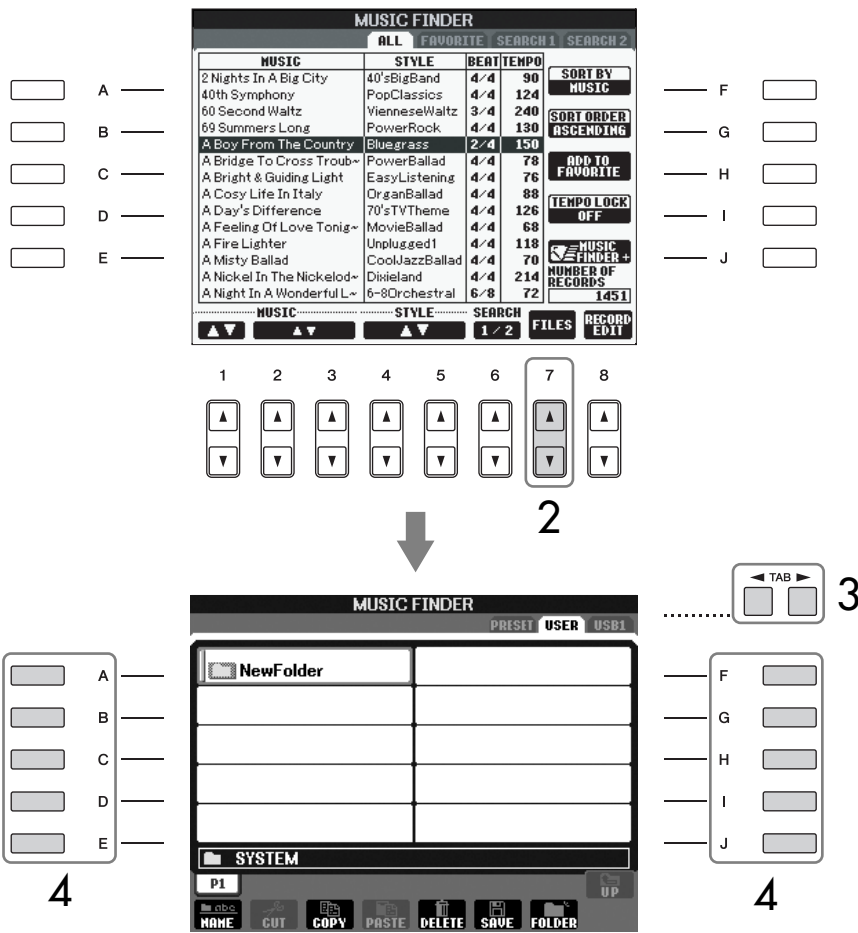 MUSIC FINDER
ALL FAVORITE SEARCH 1 SEARCH 2
MUSIC STYLE BEAT TEMPO
2 Nights In A Big City 40'sBigBand 4/4 90
40th Symphony PopClassics 4/4 124
60 Second Waltz VienneseWaltz 3/4 240
69 Summers Long PowerRock 4/4 130
A Boy From The Country Bluegrass 2/4 150
A Bridge To Cross Troub~ PowerBallad 4/4 78
A Bright & Guiding Light EasyListening 4/4 76
A Cosy Life In Italy OrganBallad 4/4 88
A Day's Difference 70'sTVTheme 4/4 126
A Feeling Of Love Tonig~ MovieBallad 4/4 68
A Fire Lighter Unplugged1 4/4 118
A Misty Ballad CoolJazzBallad 4/4 70
A Nickel In The Nickelod~ Dixieland 4/4 214
A Night In A Wonderful L~ 6-8Orchestral 6/8 72
SORT BY
MUSIC
SORT ORDER
ASCENDING
ADD TO
FAVORITE
TEMPO LOCK
OFF
MUSIC
FINDER +
NUMBER OF
RECORDS
1451
MUSIC STYLE SEARCH
▲▼ ▲▼ ▲▼ 1/2 FILES RECORD
EDIT
A
B
C
D
E
F
G
H
I
J
1 2 3 4 5 6 7 8
▲ ▲ ▲ ▲ ▲ ▲ ▲ ▲
▼ ▼ ▼ ▼ ▼ ▼ ▼ ▼
2
◄ TAB ►
3
MUSIC FINDER
PRESET USER USB1
NewFolder
A
B
C
D
E
4
F
G
H
I
J
4
SYSTEM
P1
UP
abc
NAME CUT COPY PASTE DELETE SAVE FOLDER